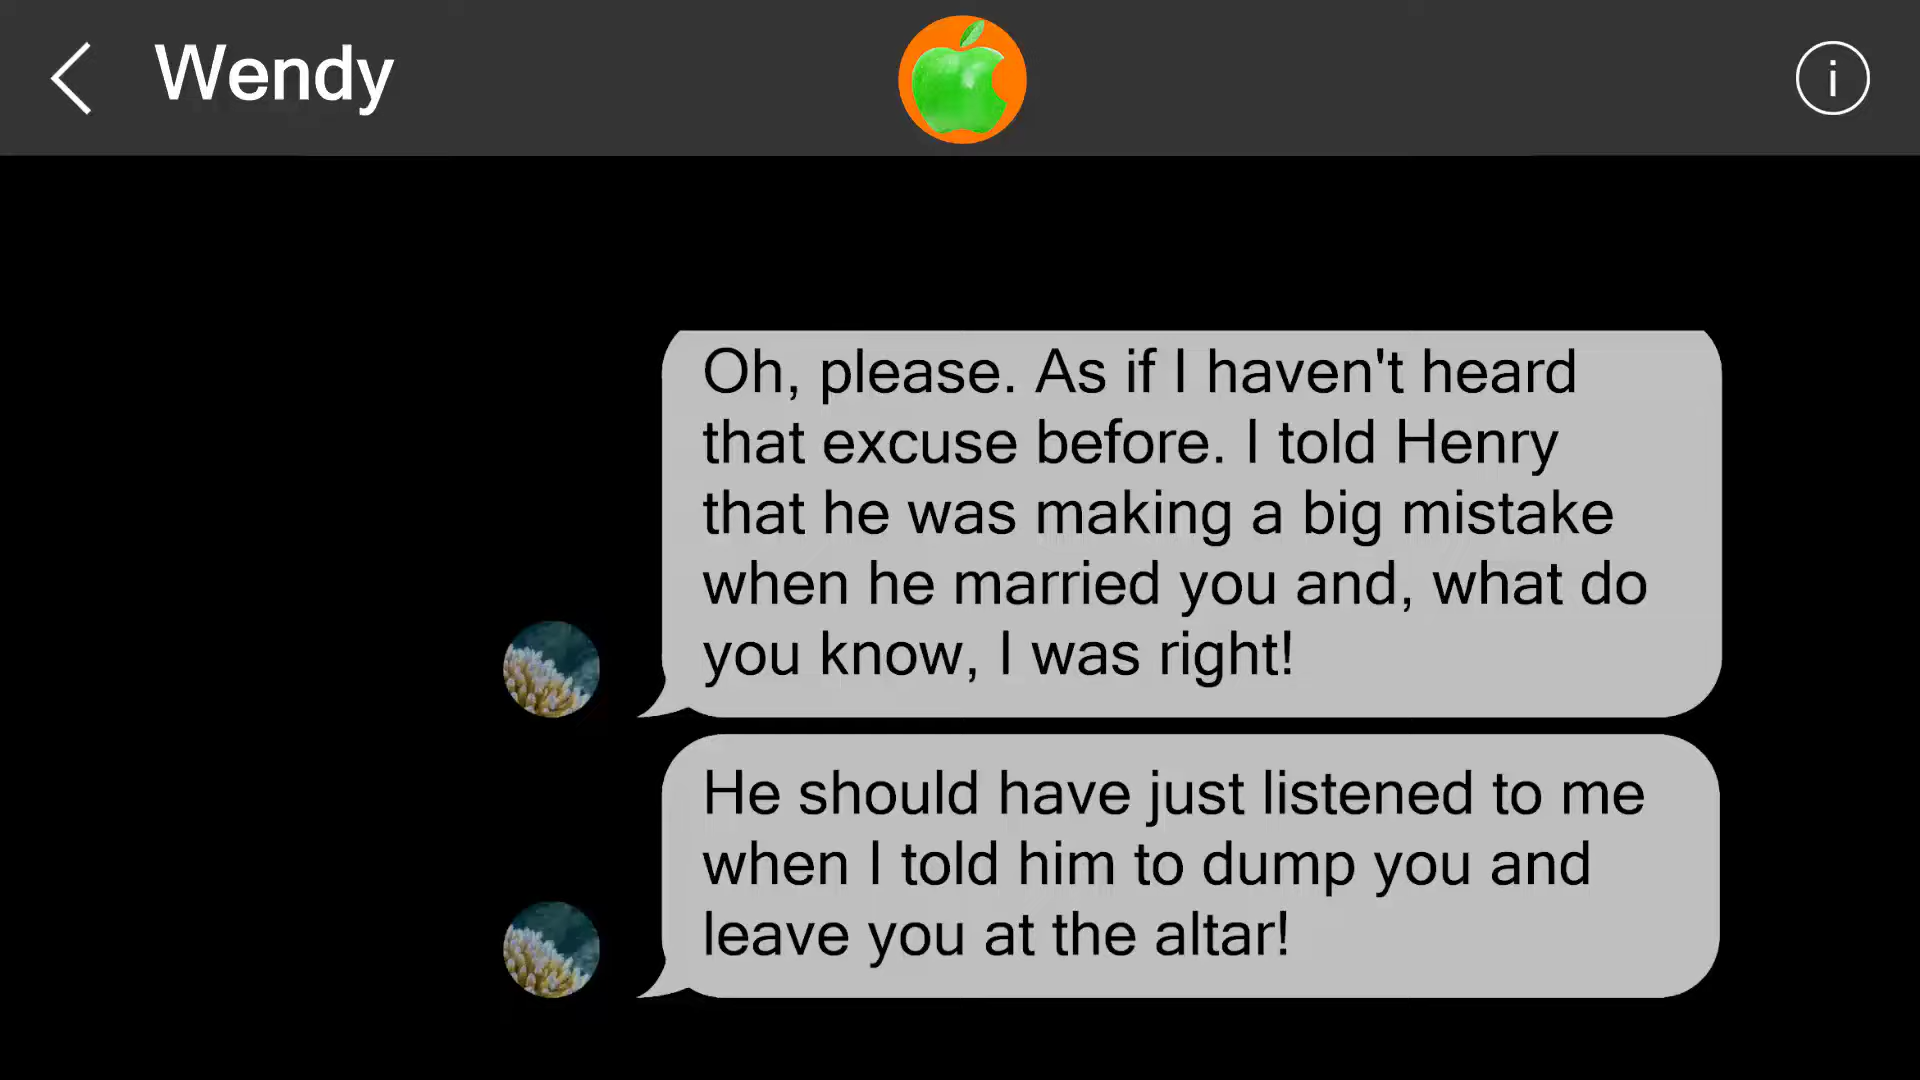 Wendy
i
Oh, please. As if I haven't heard
that excuse before. I told Henry
that he was making a big mistake
when he married you and, what do
you know, I was right!
He should have just listened to me
when I told him to dump you and
leave you at the altar!